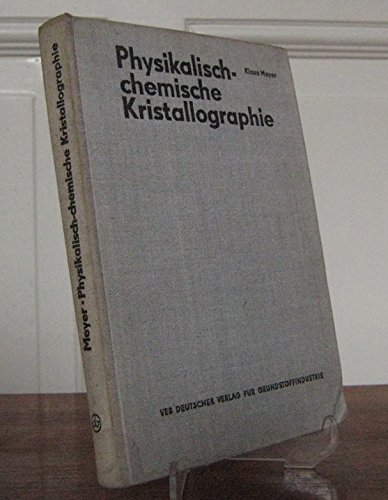 Physikalisch-
chemische
Kristallographie
Klaus Meyer
VEB DEUTSCHER VERLAG FÜR GRUNDSTOFFINDUSTRIE
Meyer · Physikalisch-chemische Kristallographie